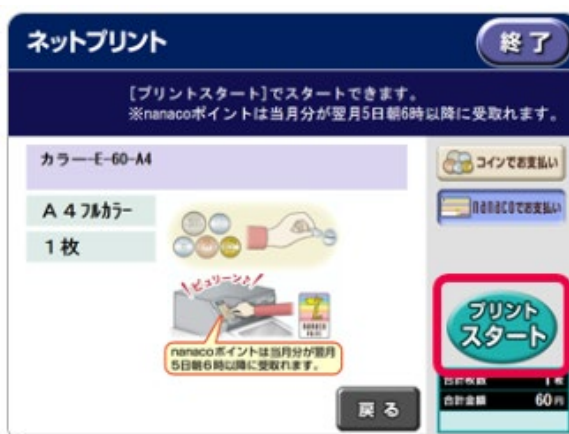 ネットプリント
終了
[プリントスタート]でスタートできます。
※nanacoポイントは当月分が翌月5日朝6時以降に受取れます。
カラー-E-60-A4
コインでお支払い
nanacoでお支払い
A4フルカラー
1枚
ピュリーン♪
nanacoポイントは当月分が翌月
5日朝6時以降に受取れます。
プリント
スタート
合計枚数 1枚
合計金額 60円
戻る